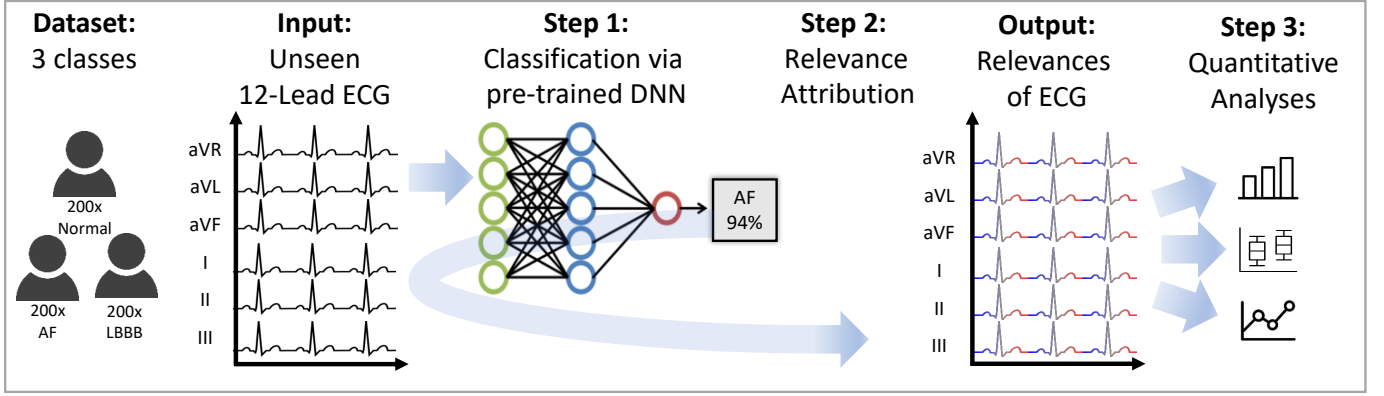 Dataset:
3 classes
200x
Normal
200x
AF
200x
LBBB
Input:
Unseen
12-Lead ECG
aVR
aVL
aVF
I
II
III
Step 1:
Classification via
pre-trained DNN
AF
94%
Step 2:
Relevance
Attribution
Output:
Relevances
of ECG
aVR
aVL
aVF
I
II
III
Step 3:
Quantitative
Analyses